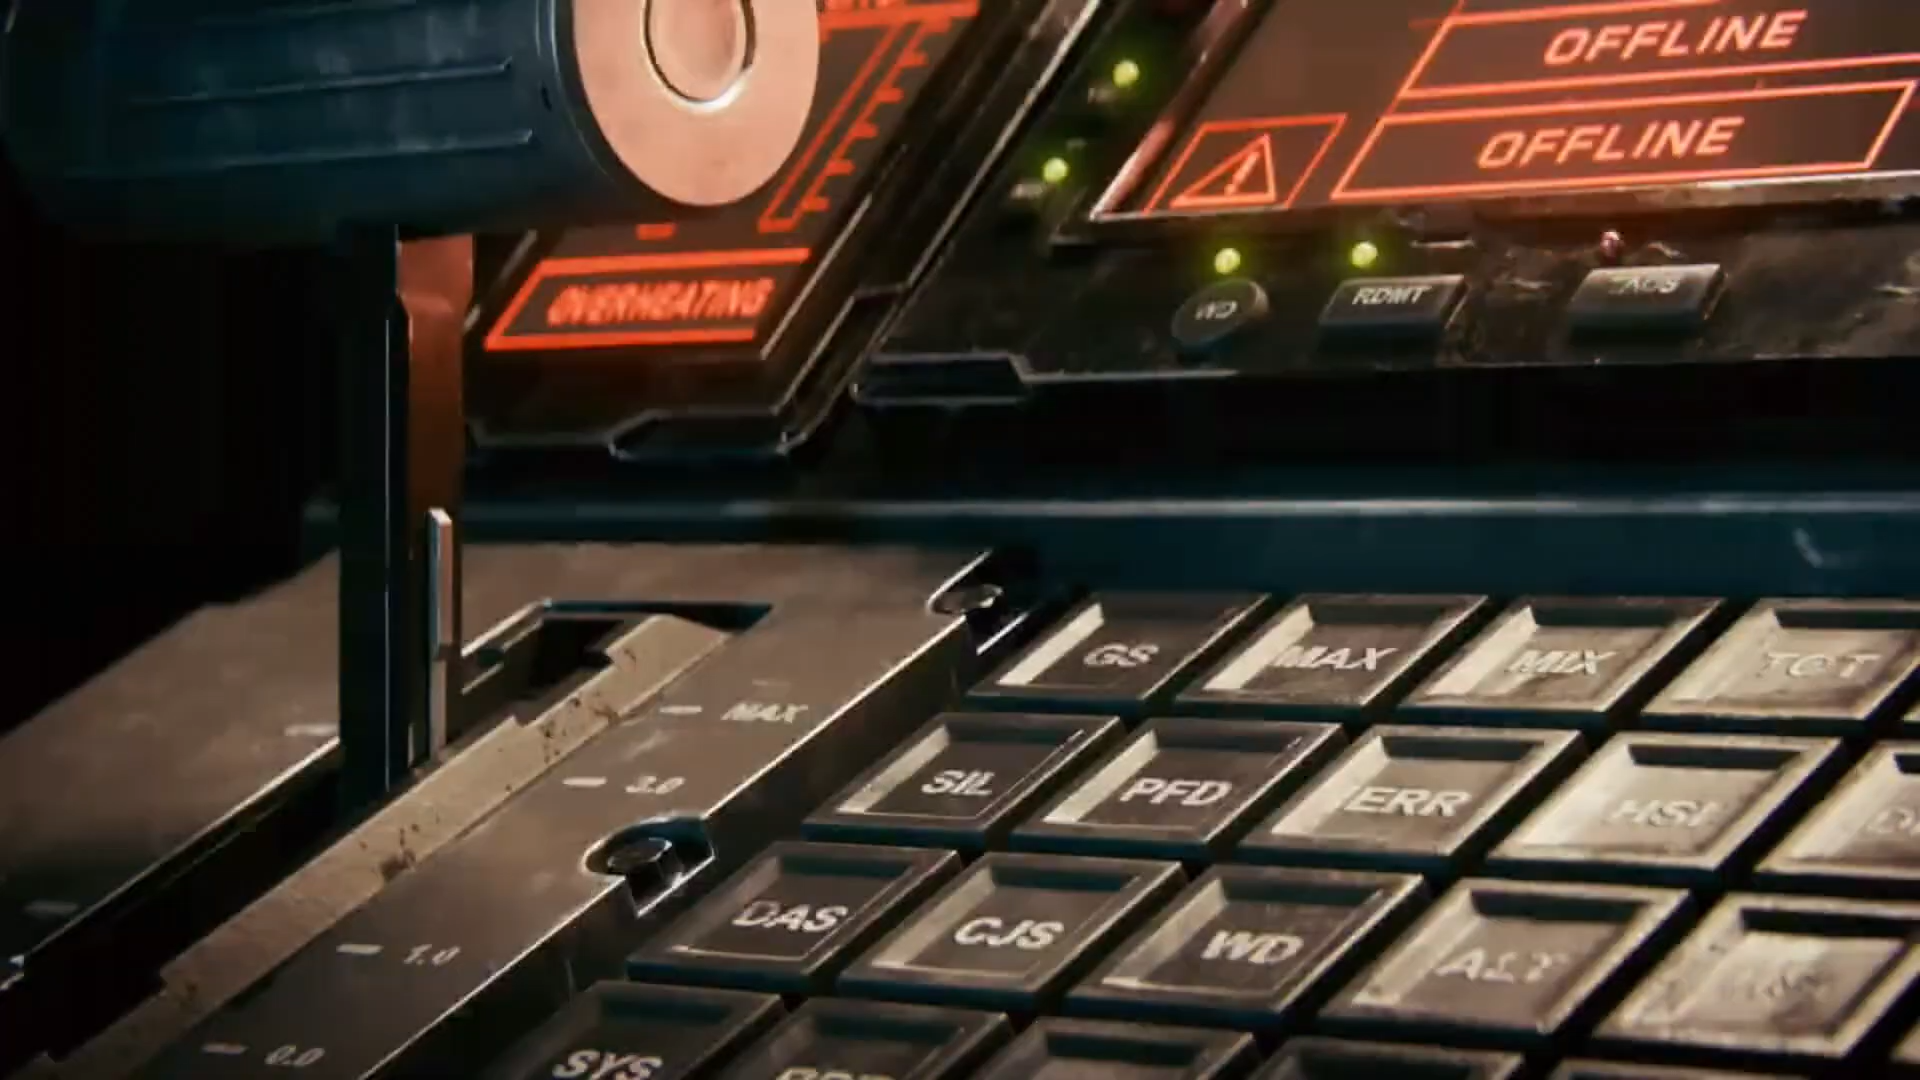 OFFLINE
OFFLINE
OVERHEATING
WD
RDMT
GS MAX MIX TOT
MAX
3.0
SIL PFD ERR HSI
DAS CJS WD ALT
1.0
0.0
SYS